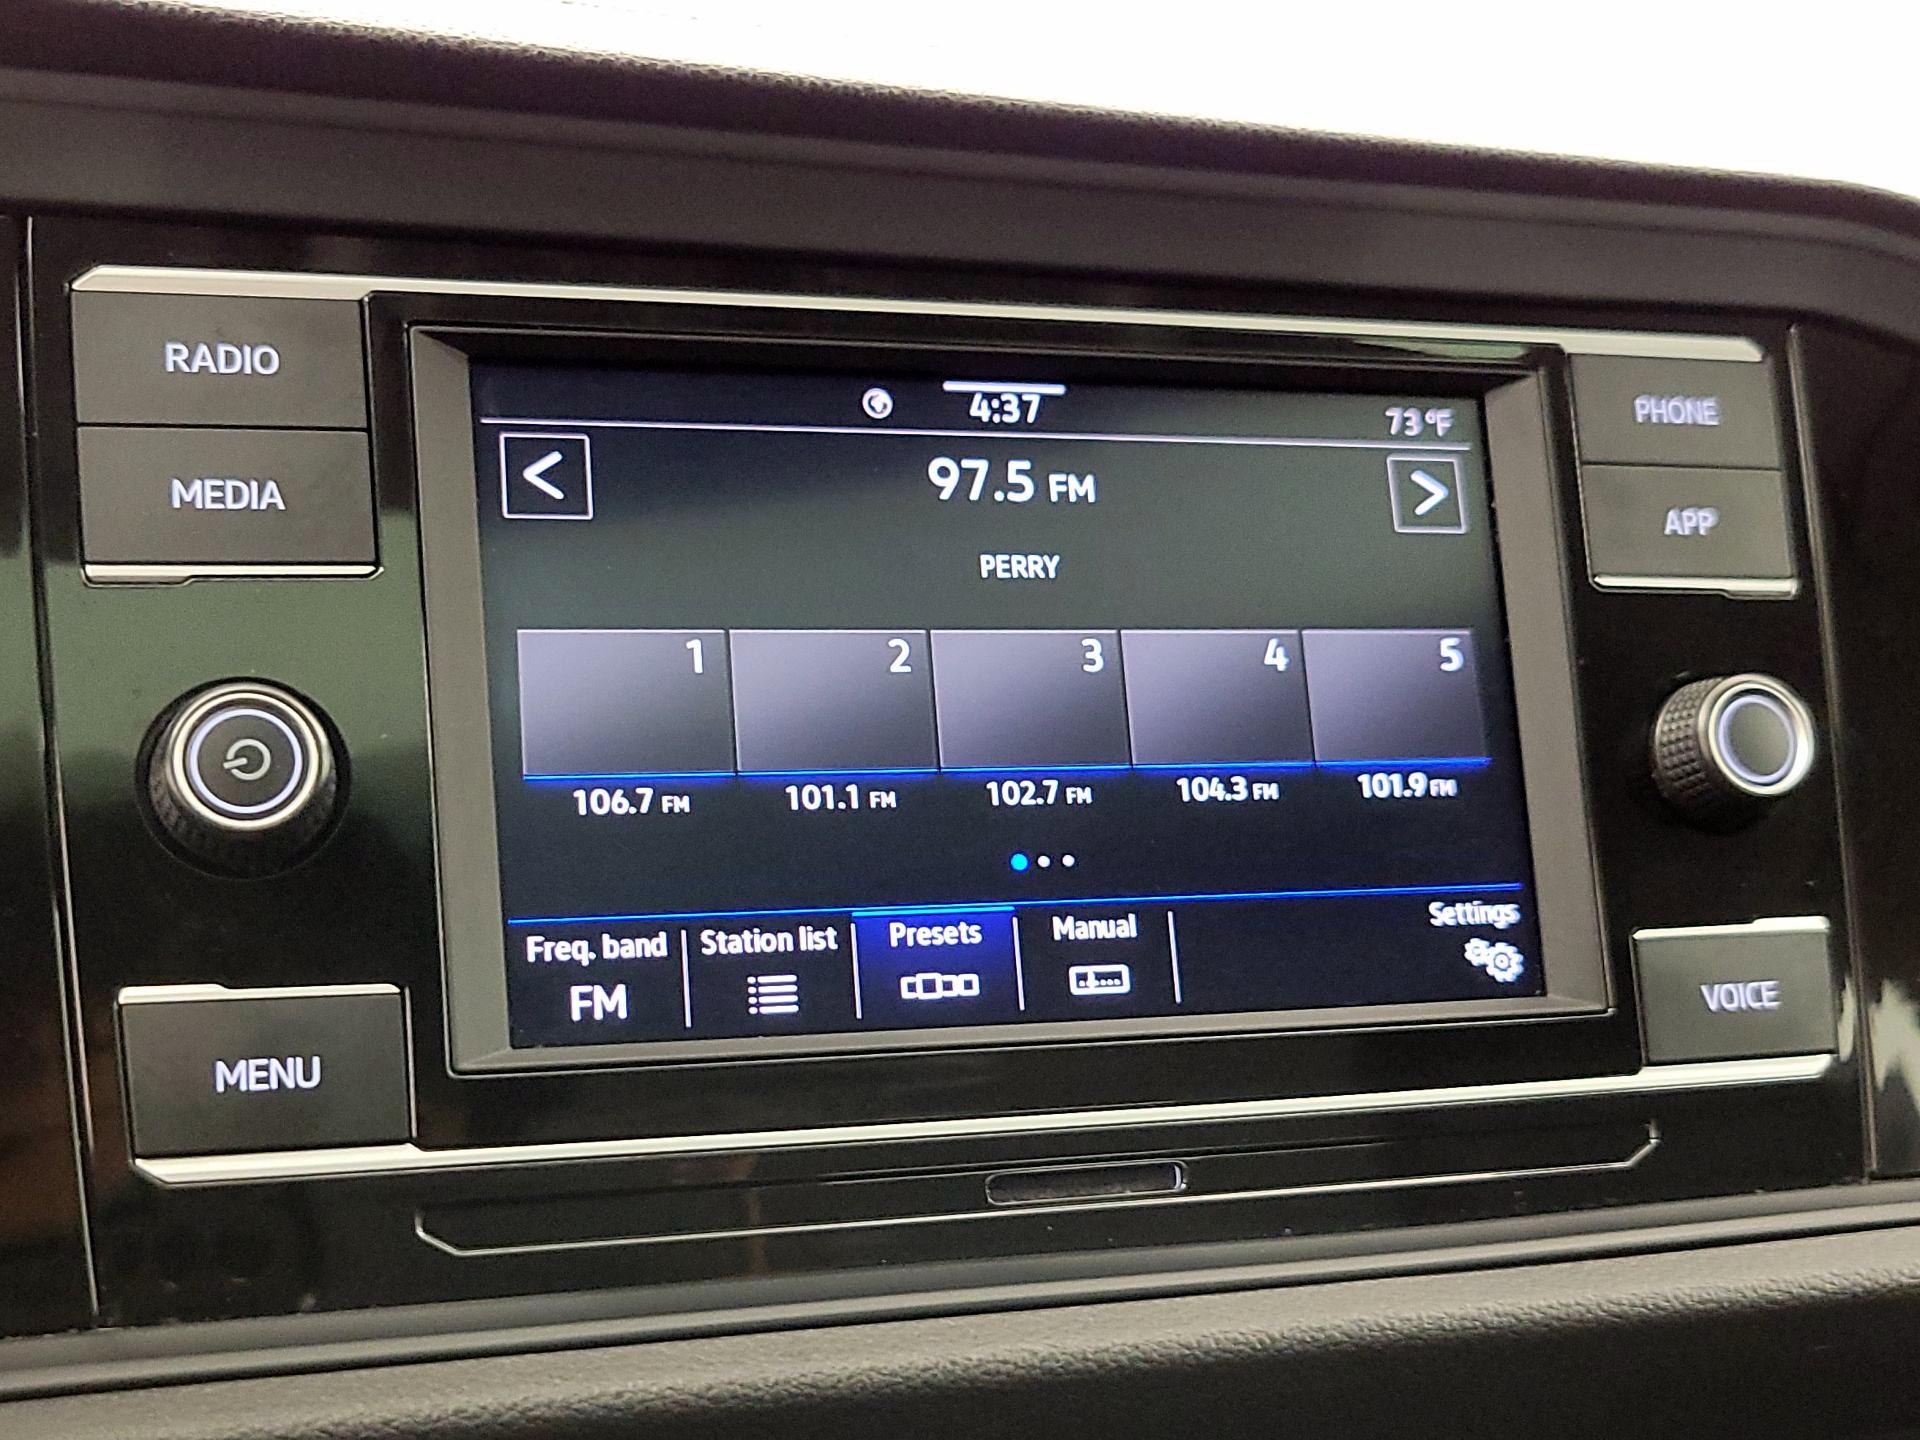 RADIO
MEDIA
MENU
4:37
73°F
<
97.5 FM
>
PERRY
1
2
3
4
5
106.7 FM
101.1 FM
102.7 FM
104.3 FM
101.9 FM
Freq. band
FM
Station list
Presets
Manual
Settings
PHONE
APP
VOICE